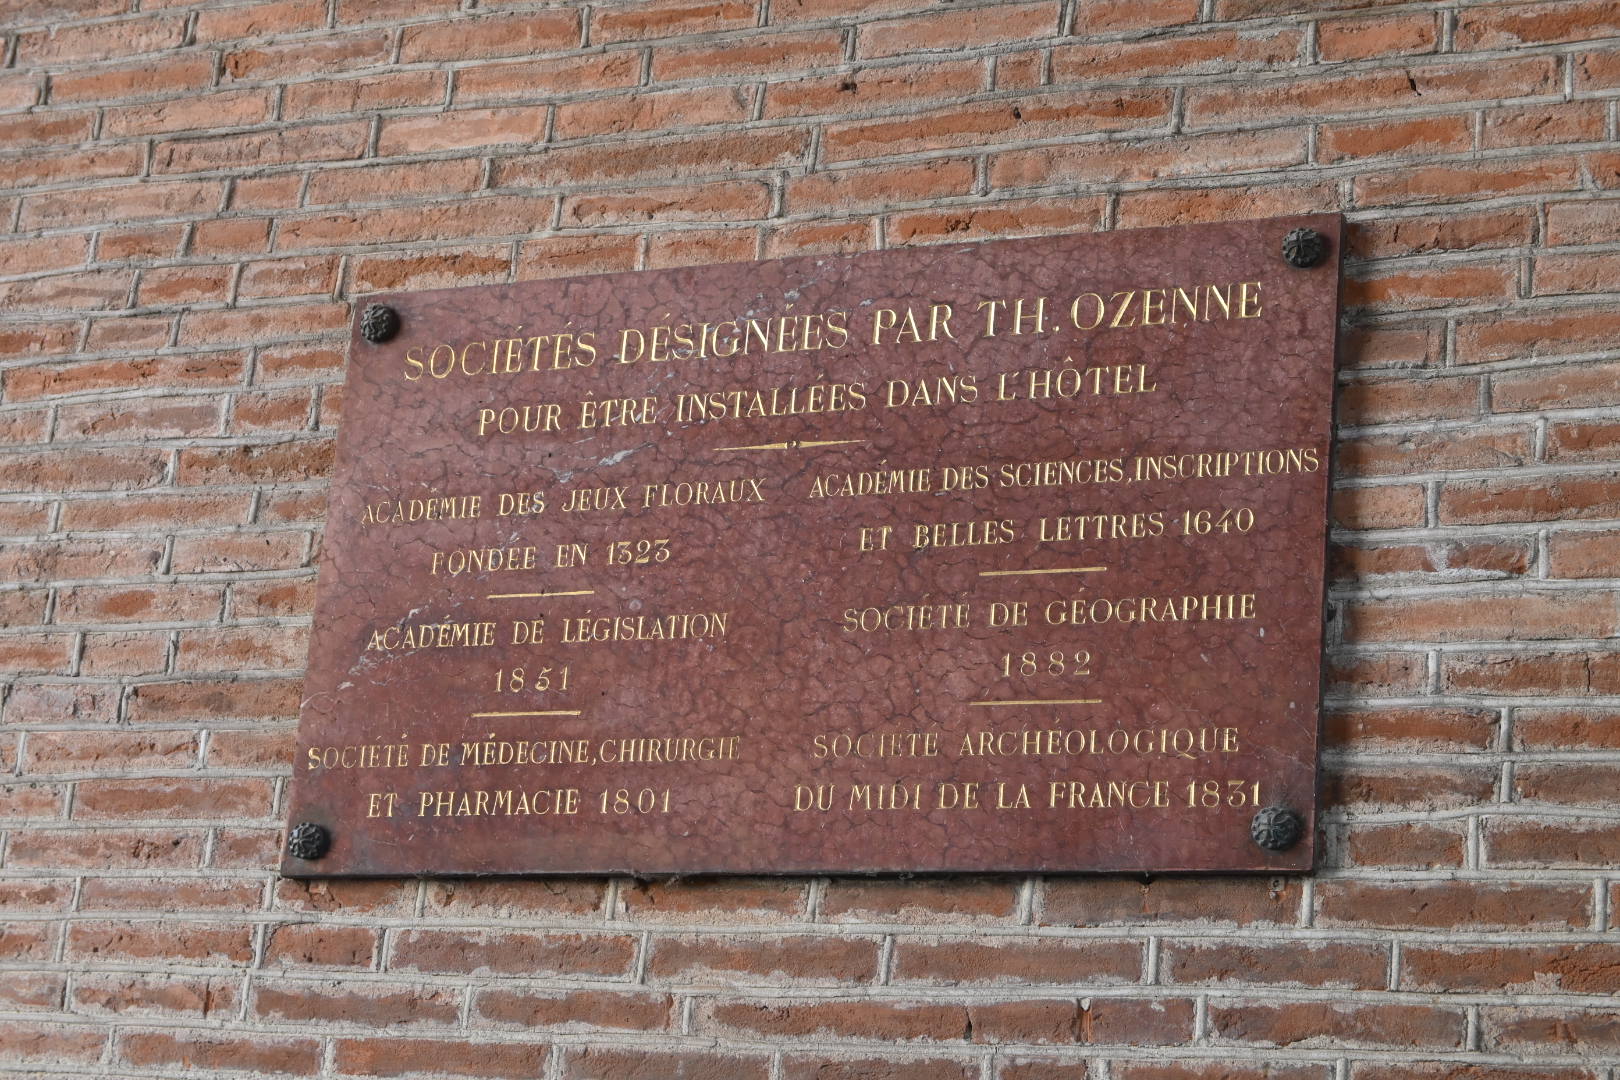 SOCIÉTÉS DÉSIGNÉES PAR TH. OZENNE
POUR ÊTRE INSTALLÉES DANS L'HÔTEL
ACADÉMIE DES JEUX FLORAUX
FONDÉE EN 1323
ACADÉMIE DE LÉGISLATION
1851
SOCIÉTÉ DE MÉDECINE, CHIRURGIE
ET PHARMACIE 1801
ACADÉMIE DES SCIENCES, INSCRIPTIONS
ET BELLES LETTRES 1640
SOCIÉTÉ DE GÉOGRAPHIE
1882
SOCIÉTÉ ARCHÉOLOGIQUE
DU MIDI DE LA FRANCE 1831